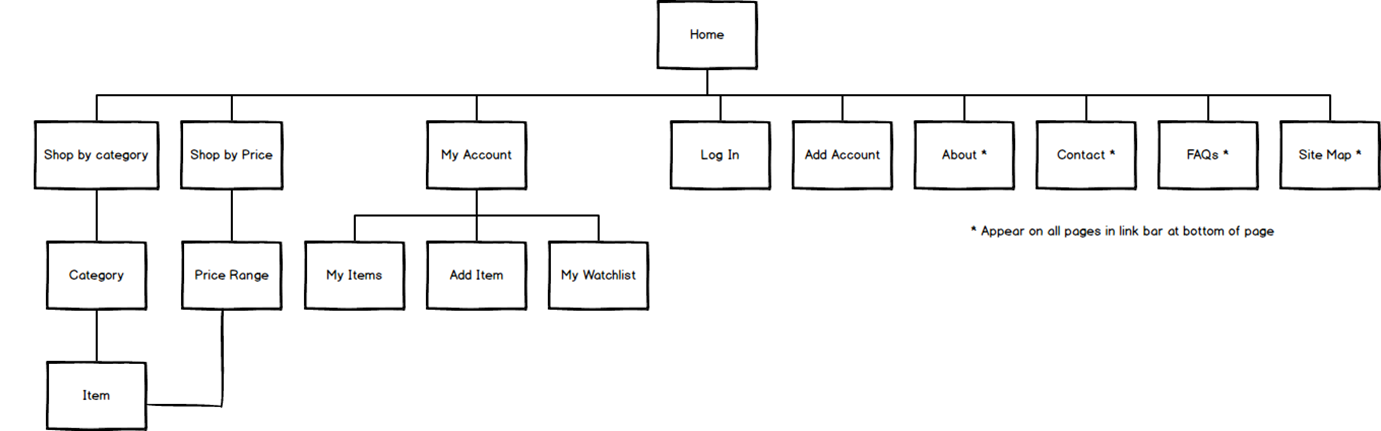 Home
Shop by category
Shop by Price
My Account
Log In
Add Account
About *
Contact *
FAQs *
Site Map *
* Appear on all pages in link bar at bottom of page
Category
Price Range
My Items
Add Item
My Watchlist
Item